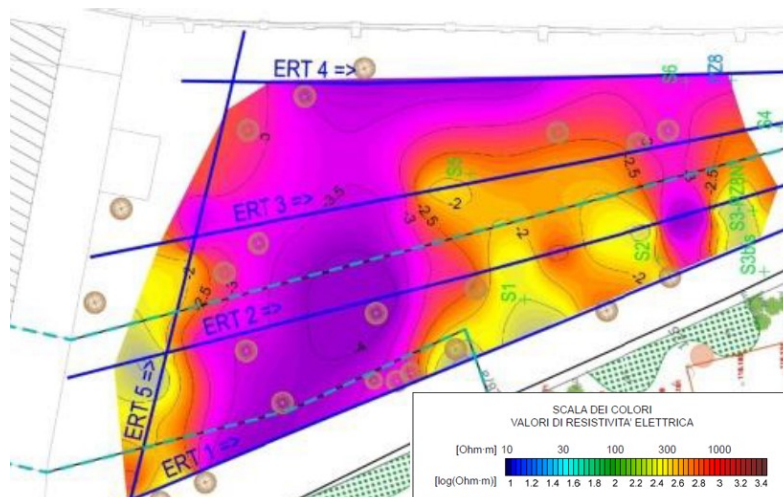 ERT 4 =>
S6
S4
ERT 3 =>
S5
S2
S3bis
S1
ERT 2 =>
ERT 5 =>
ERT 1 =>
-3.5
-3
-2.5
-2
-2
-2.5
-3
-2.5
-2
-2
-4
SCALA DEI COLORI
VALORI DI RESISTIVITA' ELETTRICA
[Ohm·m] 10 30 100 300 1000
[log(Ohm·m)] 1 1.2 1.4 1.6 1.8 2 2.2 2.4 2.6 2.8 3 3.2 3.4